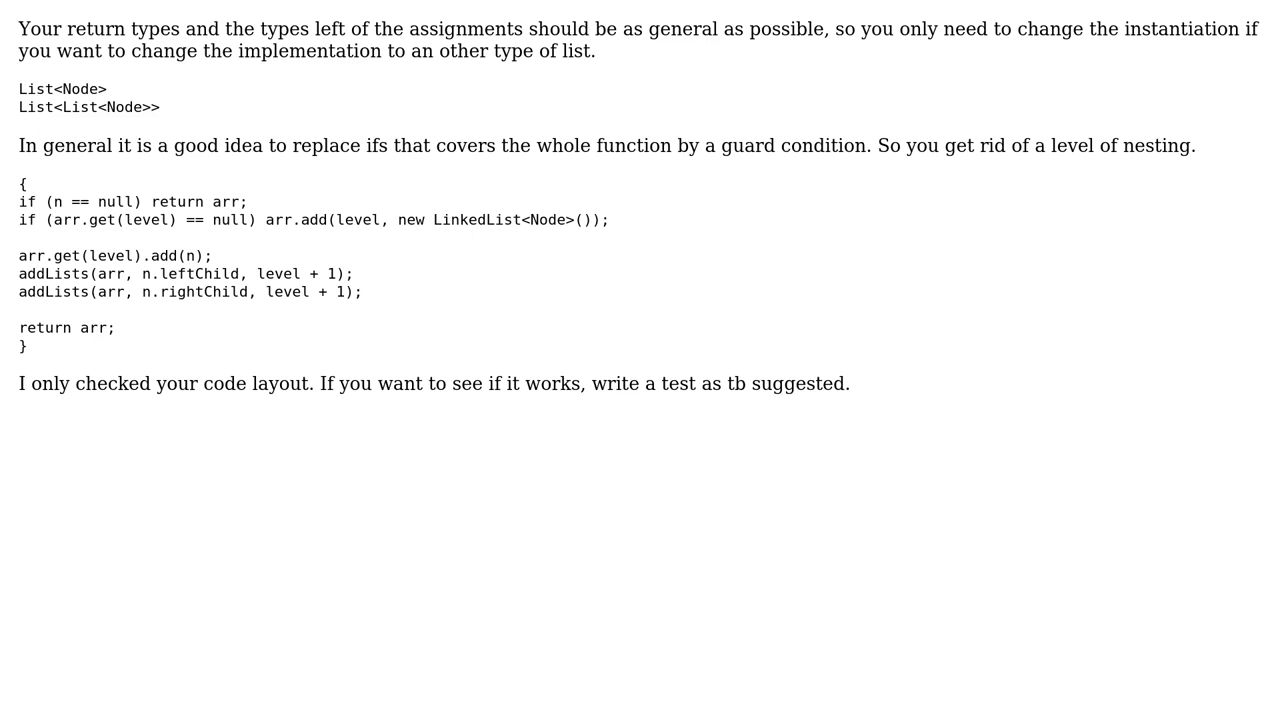 Your return types and the types left of the assignments should be as general as possible, so you only need to change the instantiation if
you want to change the implementation to an other type of list.
List<Node>
List<List<Node>>
In general it is a good idea to replace ifs that covers the whole function by a guard condition. So you get rid of a level of nesting.
{
if (n == null) return arr;
if (arr.get(level) == null) arr.add(level, new LinkedList<Node>());
arr.get(level).add(n);
addLists(arr, n.leftChild, level + 1);
addLists(arr, n.rightChild, level + 1);
return arr;
}
I only checked your code layout. If you want to see if it works, write a test as tb suggested.